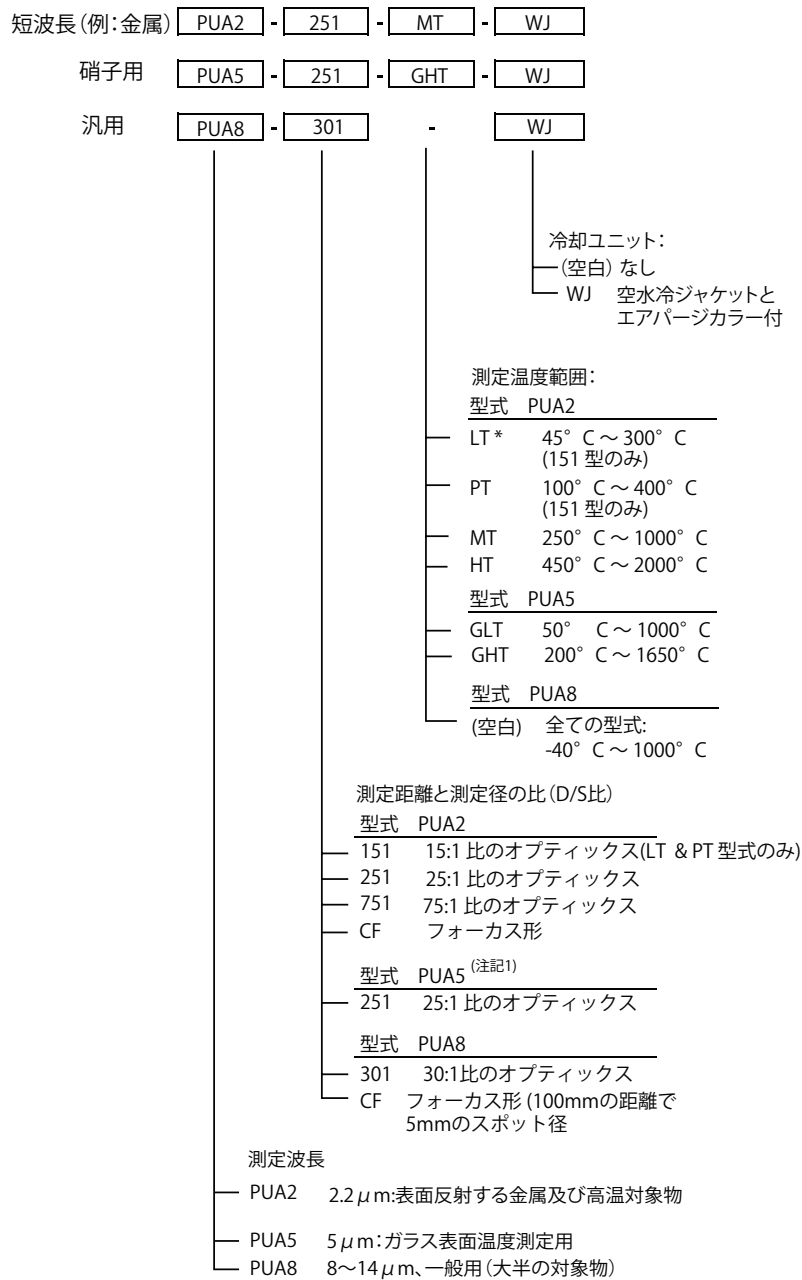 短波長(例:金属) PUA2 - 251 - MT - WJ
硝子用 PUA5 - 251 - GHT - WJ
汎用 PUA8 - 301 - WJ
冷却ユニット:
(空白) なし
WJ 空水冷ジャケットと
エアパージカラー付
測定温度範囲:
型式 PUA2
LT * 45° C ～ 300° C
(151 型のみ)
PT 100° C ～ 400° C
(151 型のみ)
MT 250° C ～ 1000° C
HT 450° C ～ 2000° C
型式 PUA5
GLT 50° C ～ 1000° C
GHT 200° C ～ 1650° C
型式 PUA8
(空白) 全ての型式:
-40° C ～ 1000° C
測定距離と測定径の比(D/S比)
型式 PUA2
151 15:1 比のオプティックス(LT & PT 型式のみ)
251 25:1 比のオプティックス
751 75:1 比のオプティックス
CF フォーカス形
型式 PUA5 (注記1)
251 25:1 比のオプティックス
型式 PUA8
301 30:1比のオプティックス
CF フォーカス形 (100mmの距離で
5mmのスポット径
測定波長
PUA2 2.2μm:表面反射する金属及び高温対象物
PUA5 5μm:ガラス表面温度測定用
PUA8 8～14μm、一般用(大半の対象物)